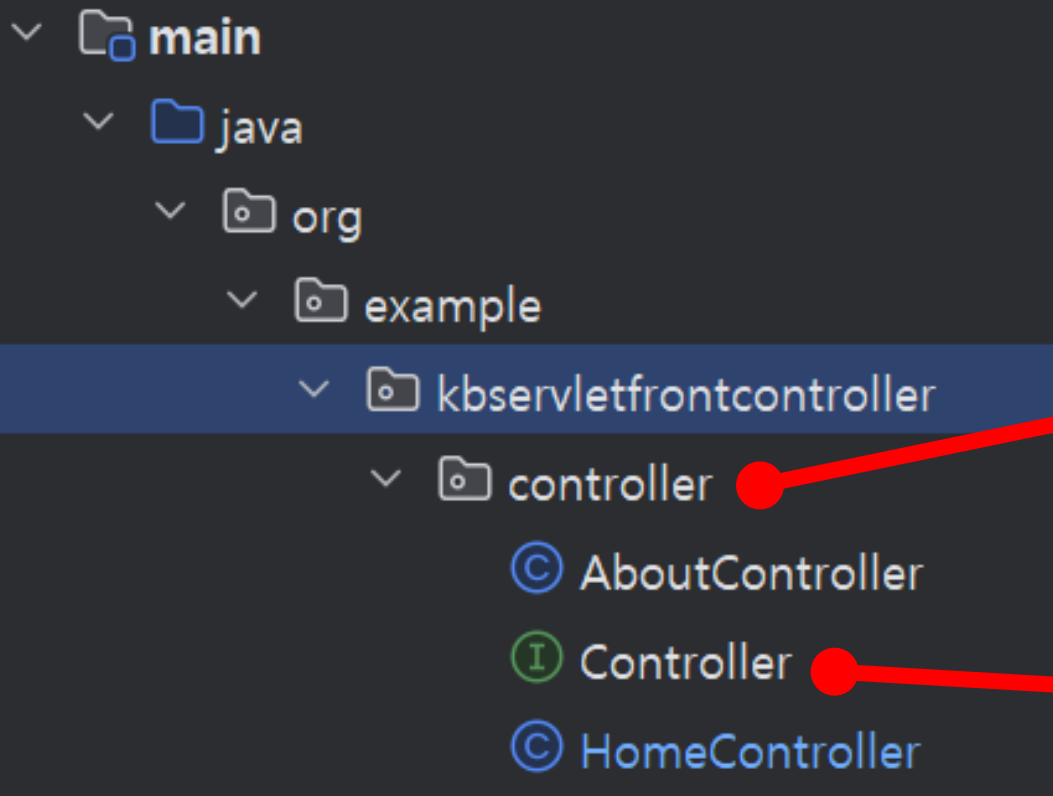 main
java
org
example
kbservletfrontcontroller
controller
C AboutController
I Controller
C HomeController